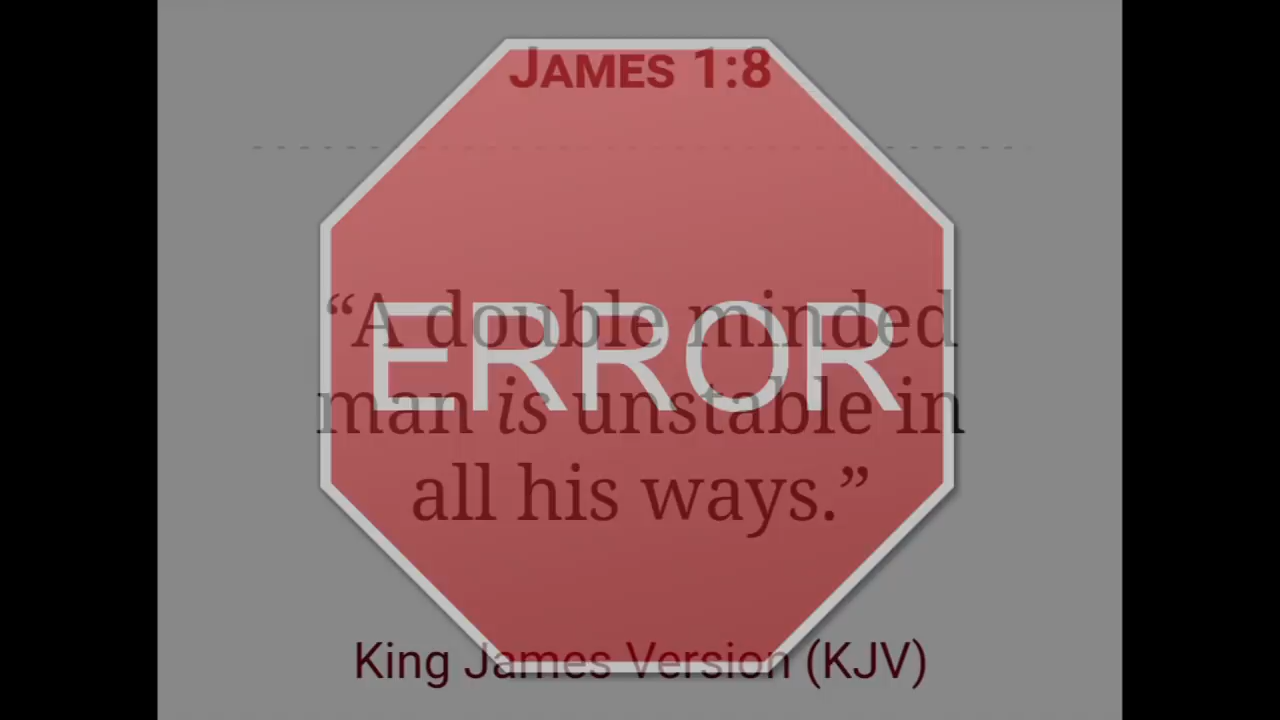 JAMES 1:8
“A double minded
ERROR
man is unstable in
all his ways.”
King James Version (KJV)